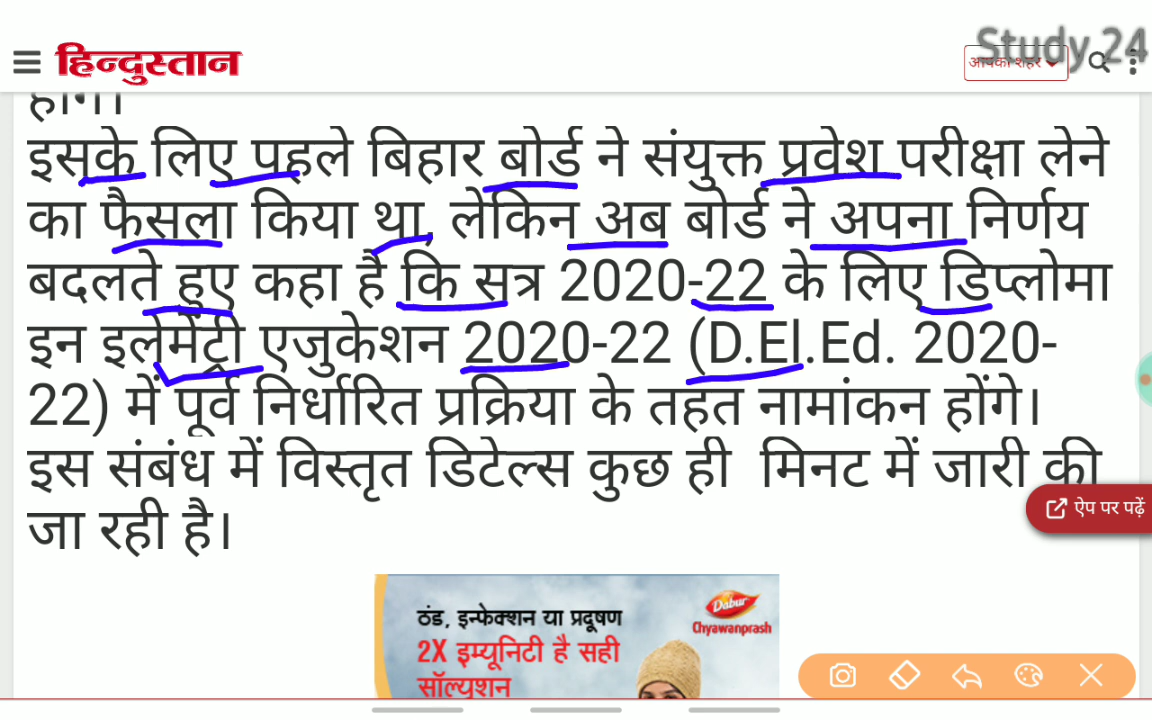 Study 24
हिन्दुस्तान
आपका शहर
होंगे।
इसके लिए पहले बिहार बोर्ड ने संयुक्त प्रवेश परीक्षा लेने
का फैसला किया था, लेकिन अब बोर्ड ने अपना निर्णय
बदलते हुए कहा है कि सत्र 2020-22 के लिए डिप्लोमा
इन इलेमेंट्री एजुकेशन 2020-22 (D.El.Ed. 2020-
22) में पूर्व निर्धारित प्रक्रिया के तहत नामांकन होंगे।
इस संबंध में विस्तृत डिटेल्स कुछ ही मिनट में जारी की
जा रही है।
ऐप पर पढ़ें
ठंड, इन्फेक्शन या प्रदूषण
2X इम्यूनिटी है सही
सॉल्यूशन
Dabur
Chyawanprash